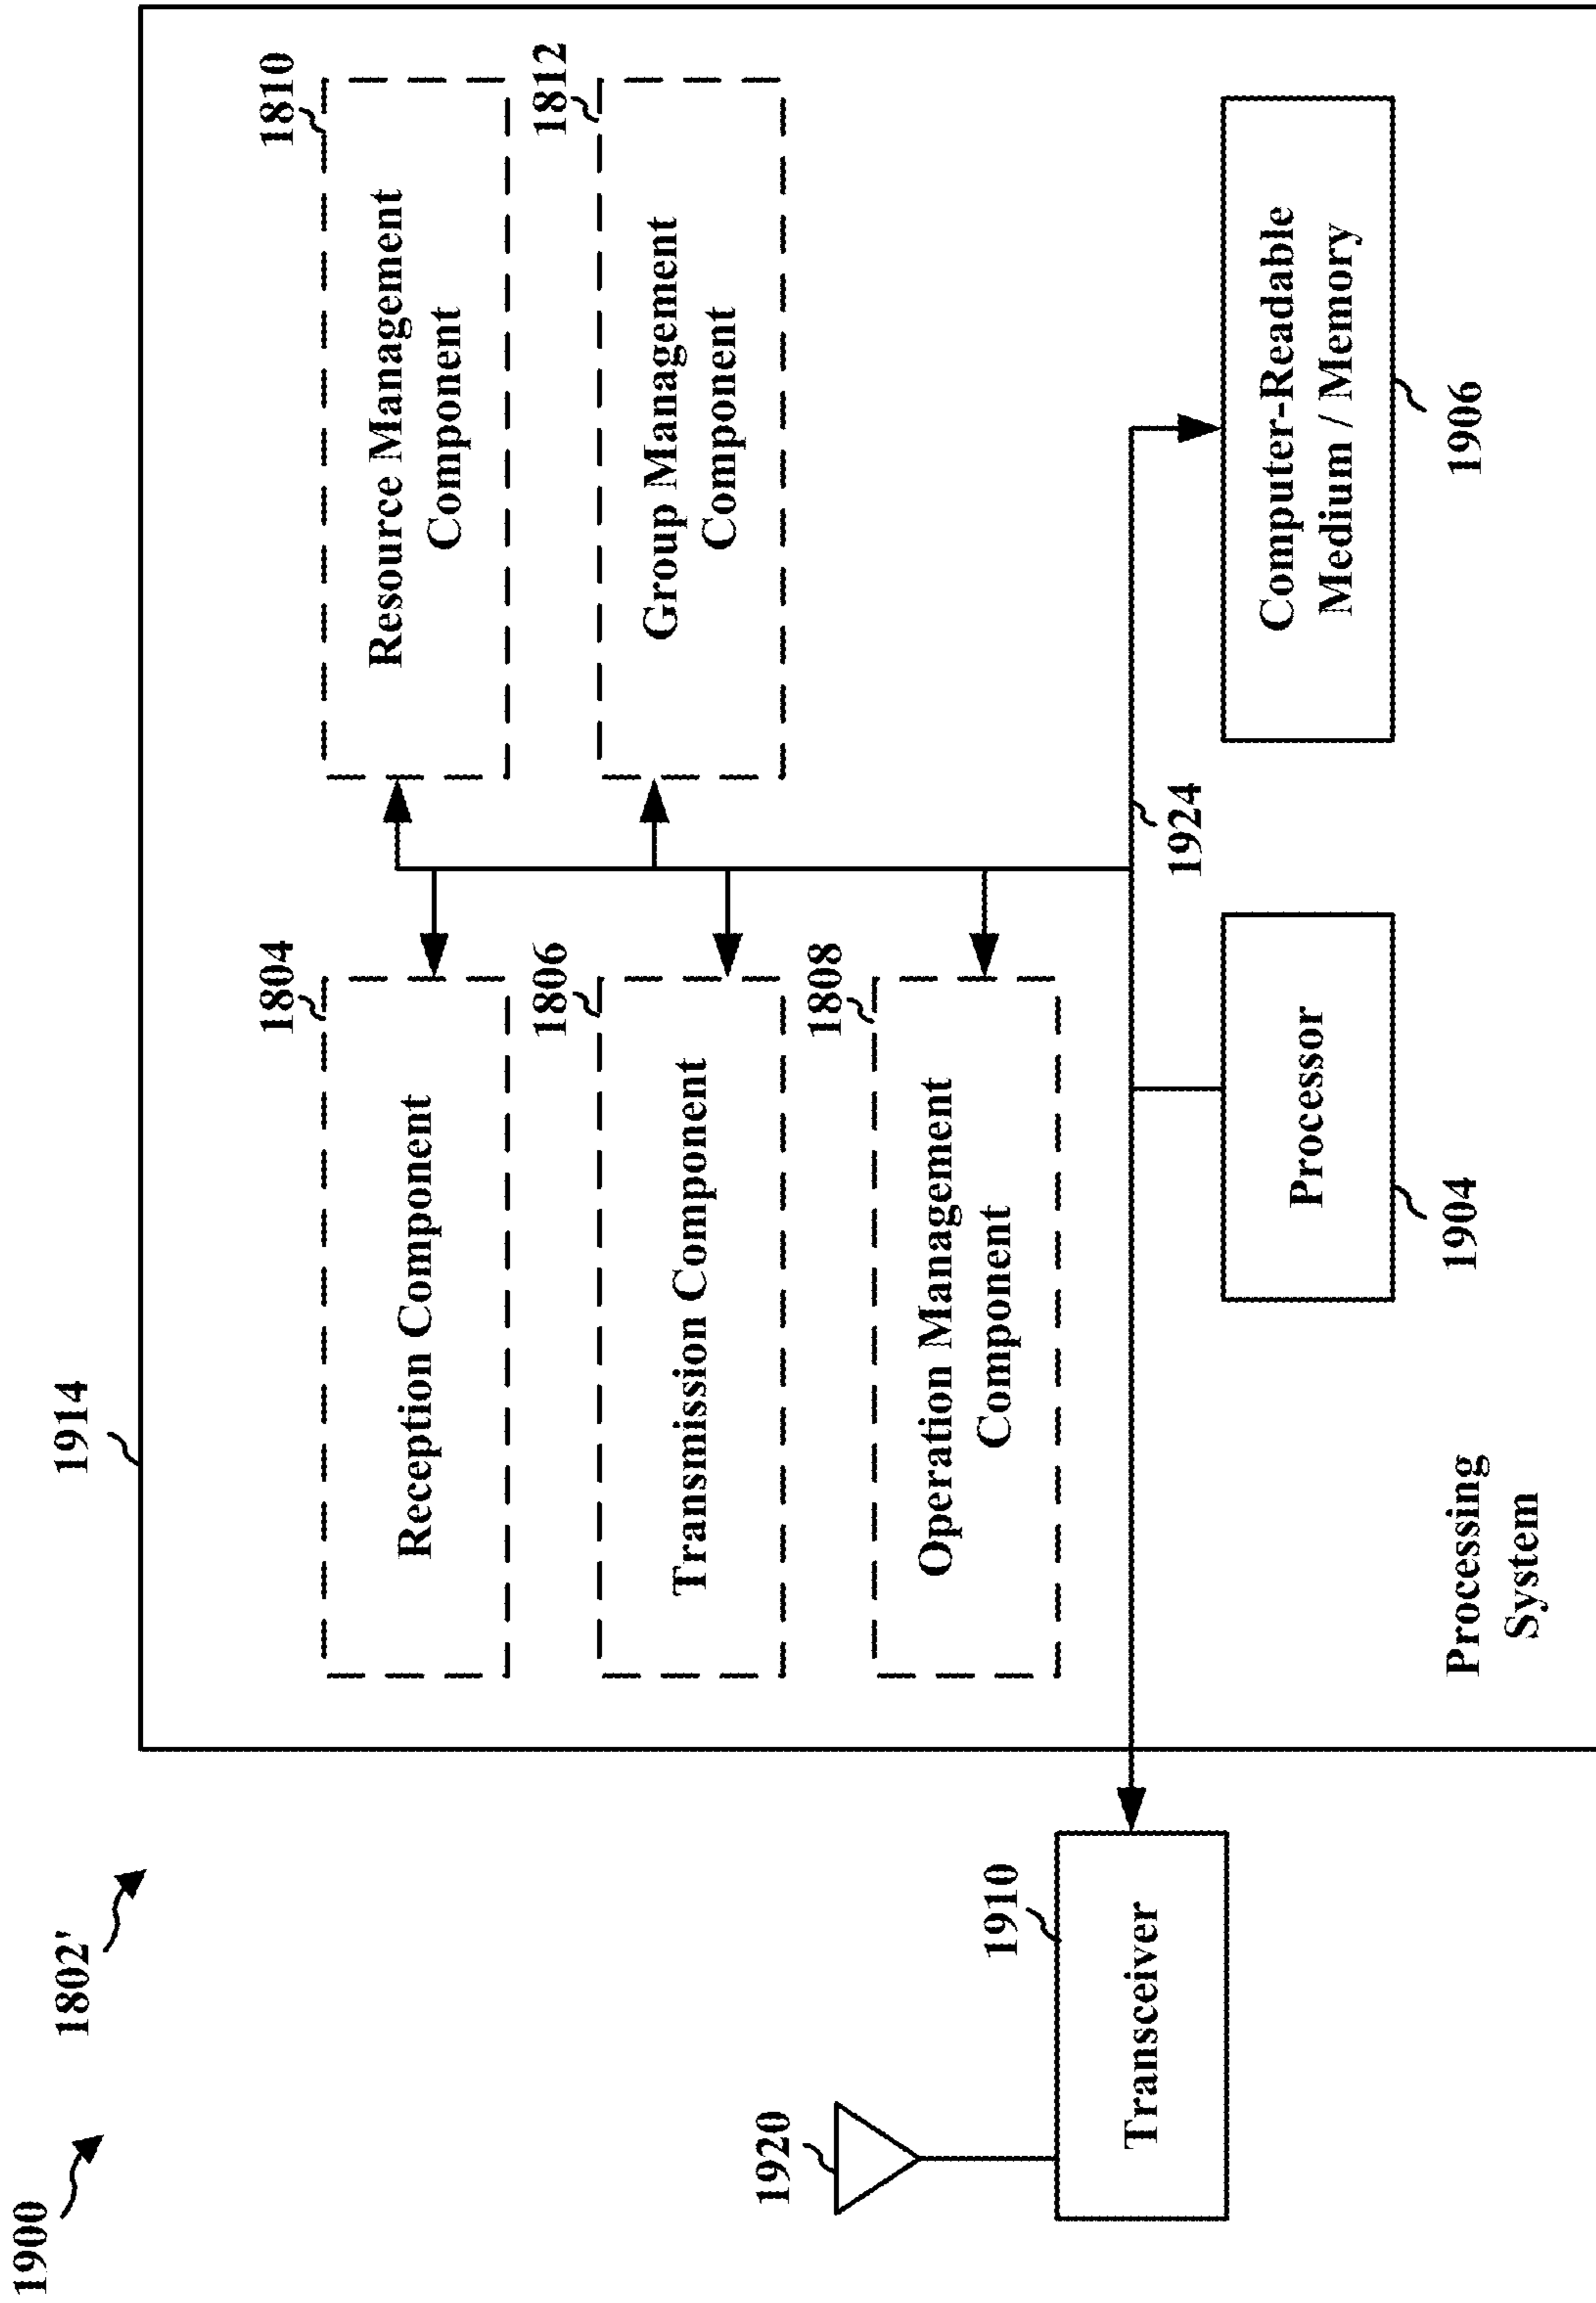 1900
1802'
1914
1804
Reception Component
1810
Resource Management
Component
1806
Transmission Component
1812
Group Management
Component
1808
Operation Management
Component
1920
1910
Transceiver
1924
Processor
1904
Computer-Readable
Medium / Memory
1906
Processing
System